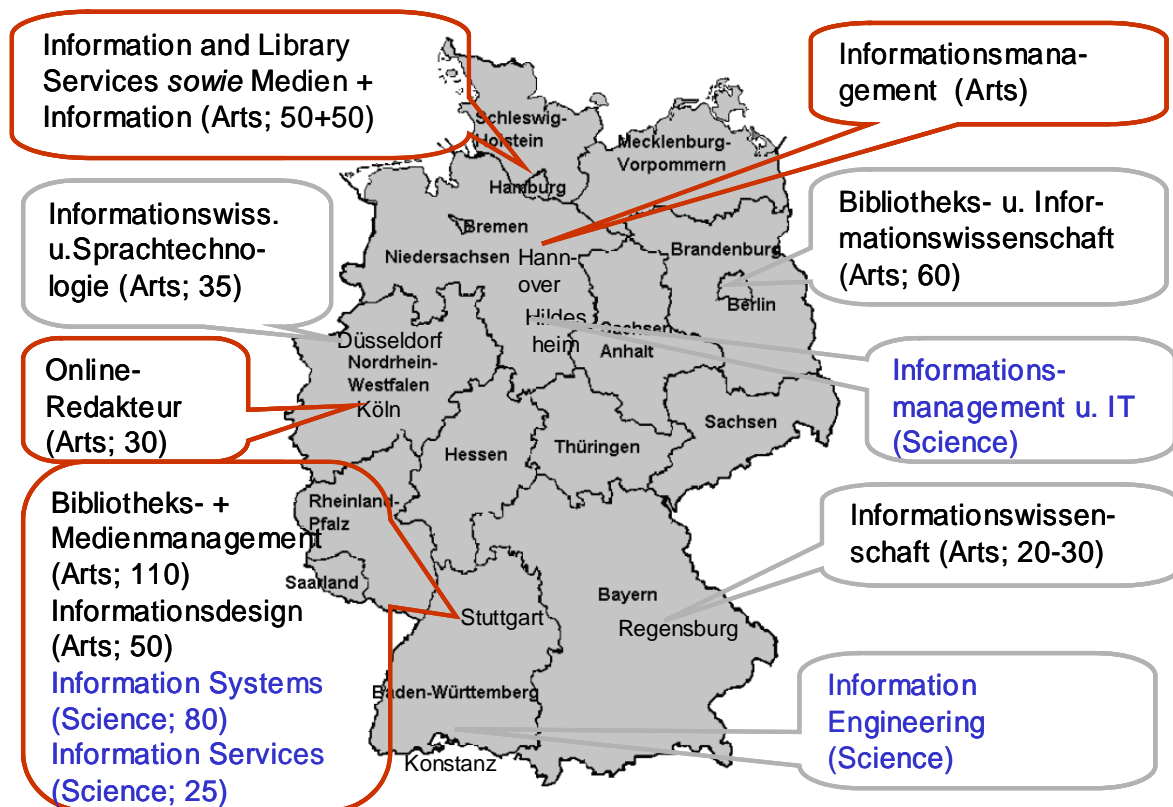 Information and Library
Services sowie Medien +
Information (Arts; 50+50)
Informationsmana-
gement (Arts)
Informationswiss.
u.Sprachtechno-
logie (Arts; 35)
Bibliotheks- u. Infor-
mationswissenschaft
(Arts; 60)
Online-
Redakteur
(Arts; 30)
Informations-
management u. IT
(Science)
Bibliotheks- +
Medienmanagement
(Arts; 110)
Informationsdesign
(Arts; 50)
Information Systems
(Science; 80)
Information Services
(Science; 25)
Informationswissen-
schaft (Arts; 20-30)
Information
Engineering
(Science)
Schleswig-
Holstein
Mecklenburg-
Vorpommern
Hamburg
Bremen
Niedersachsen
Hann-
over
Brandenburg
Berlin
Hildes
heim
Sachsen
Anhalt
Düsseldorf
Nordrhein-
Westfalen
Köln
Sachsen
Thüringen
Hessen
Rheinland-
Pfalz
Saarland
Bayern
Stuttgart
Regensburg
Baden-Württemberg
Konstanz